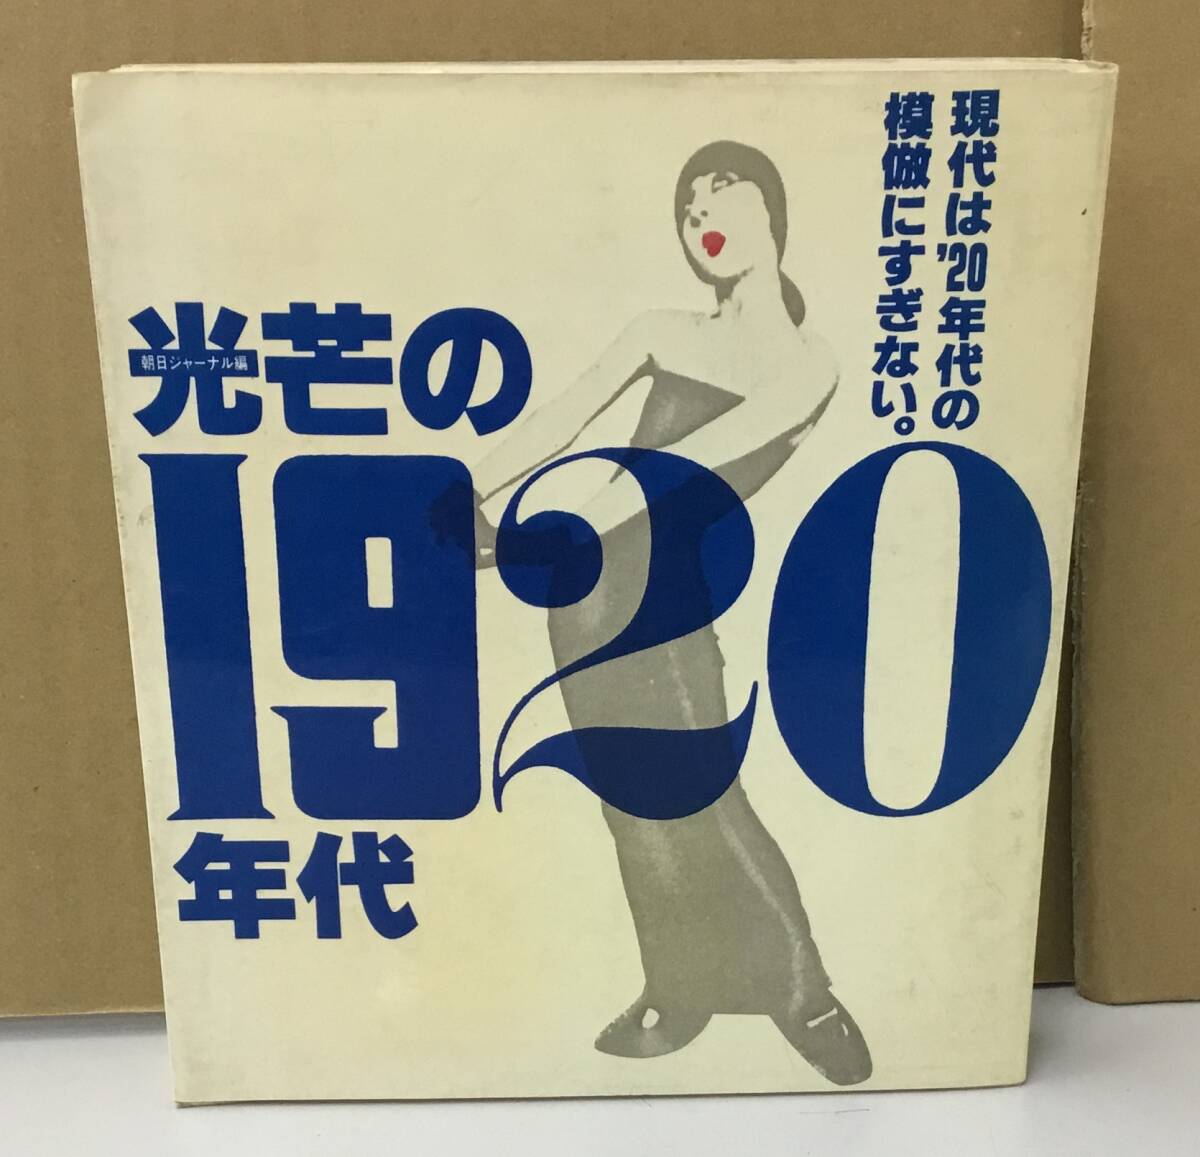 現代は'20年代の
模倣にすぎない。
光芒の
朝日ジャーナル編
1920
年代